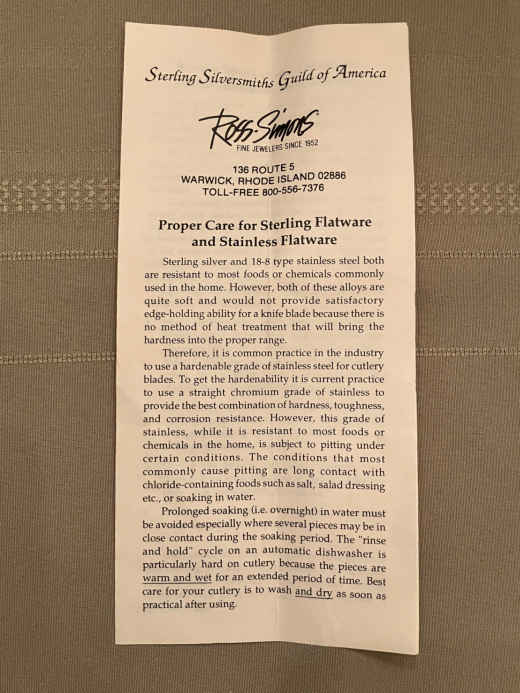 Sterling Silversmiths Guild of America
Ross-Simons
FINE JEWELERS SINCE 1952
136 ROUTE 5
WARWICK, RHODE ISLAND 02886
TOLL-FREE 800-556-7376
Proper Care for Sterling Flatware
and Stainless Flatware
Sterling silver and 18-8 type stainless steel both
are resistant to most foods or chemicals commonly
used in the home. However, both of these alloys are
quite soft and would not provide satisfactory
edge-holding ability for a knife blade because there is
no method of heat treatment that will bring the
hardness into the proper range.
Therefore, it is common practice in the industry
to use a hardenable grade of stainless steel for cutlery
blades. To get the hardenability it is current practice
to use a straight chromium grade of stainless to
provide the best combination of hardness, toughness,
and corrosion resistance. However, this grade of
stainless, while it is resistant to most foods or
chemicals in the home, is subject to pitting under
certain conditions. The conditions that most
commonly cause pitting are long contact with
chloride-containing foods such as salt, salad dressing
etc., or soaking in water.
Prolonged soaking (i.e. overnight) in water must
be avoided especially where several pieces may be in
close contact during the soaking period. The "rinse
and hold" cycle on an automatic dishwasher is
particularly hard on cutlery because the pieces are
warm and wet for an extended period of time. Best
care for your cutlery is to wash and dry as soon as
practical after using.